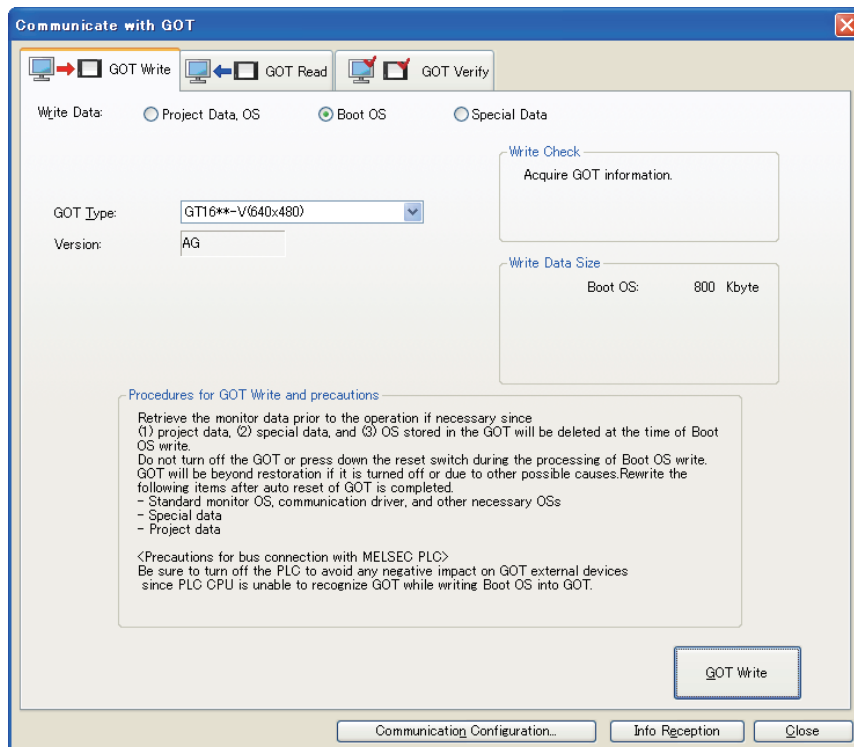 Communicate with GOT
GOT Write
GOT Read
GOT Verify
Write Data:
Project Data, OS
Boot OS
Special Data
Write Check
Acquire GOT information.
GOT Type:
GT16**-V(640x480)
Version:
AG
Write Data Size
Boot OS: 800 Kbyte
Procedures for GOT Write and precautions
Retrieve the monitor data prior to the operation if necessary since
(1) project data, (2) special data, and (3) OS stored in the GOT will be deleted at the time of Boot
OS write.
Do not turn off the GOT or press down the reset switch during the processing of Boot OS write.
GOT will be beyond restoration if it is turned off or due to other possible causes.Rewrite the
following items after auto reset of GOT is completed.
- Standard monitor OS, communication driver, and other necessary OSs
- Special data
- Project data
<Precautions for bus connection with MELSEC PLC>
Be sure to turn off the PLC to avoid any negative impact on GOT external devices
since PLC CPU is unable to recognize GOT while writing Boot OS into GOT.
GOT Write
Communication Configuration...
Info Reception
Close